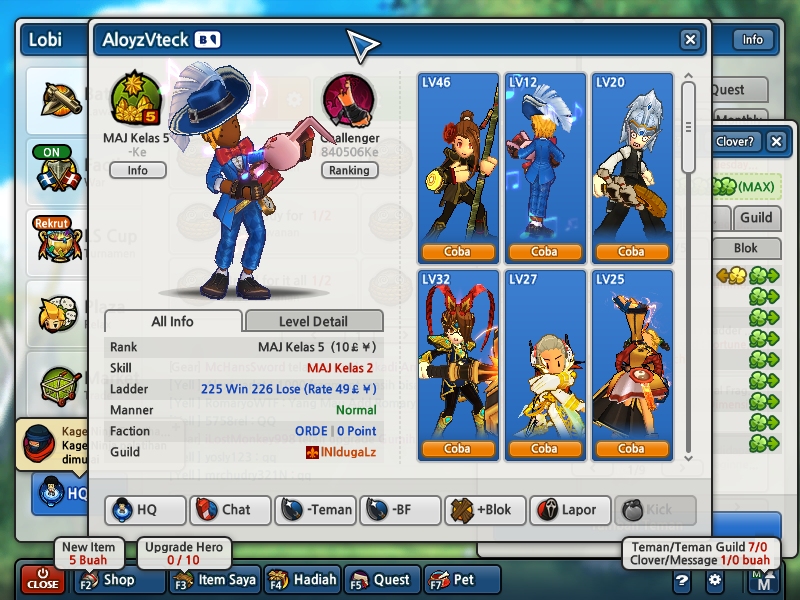 Lobi
AloyzVteck
Info
MAJ Kelas 5
-Ke
Info
Challenger
840506Ke
Ranking
LV46
Coba
LV12
Coba
LV20
Coba
LV32
Coba
LV27
Coba
LV25
Coba
ON
Rekrut
Quest
Clover?
(MAX)
Guild
Blok
All Info
Level Detail
Rank MAJ Kelas 5 (10£ ¥)
Skill MAJ Kelas 2
Ladder 225 Win 226 Lose (Rate 49£ ¥)
Manner Normal
Faction ORDE | 0 Point
Guild INIdugaLz
Kage
Kage
dimu
HQ
HQ
Chat
-Teman
-BF
+Blok
Lapor
Kick
New Item
5 Buah
Upgrade Hero
0 / 10
Teman/Teman Guild 7/0
Clover/Message 1/0 buah
CLOSE
F2 Shop
F3 Item Saya
F4 Hadiah
F5 Quest
F7 Pet
?
M